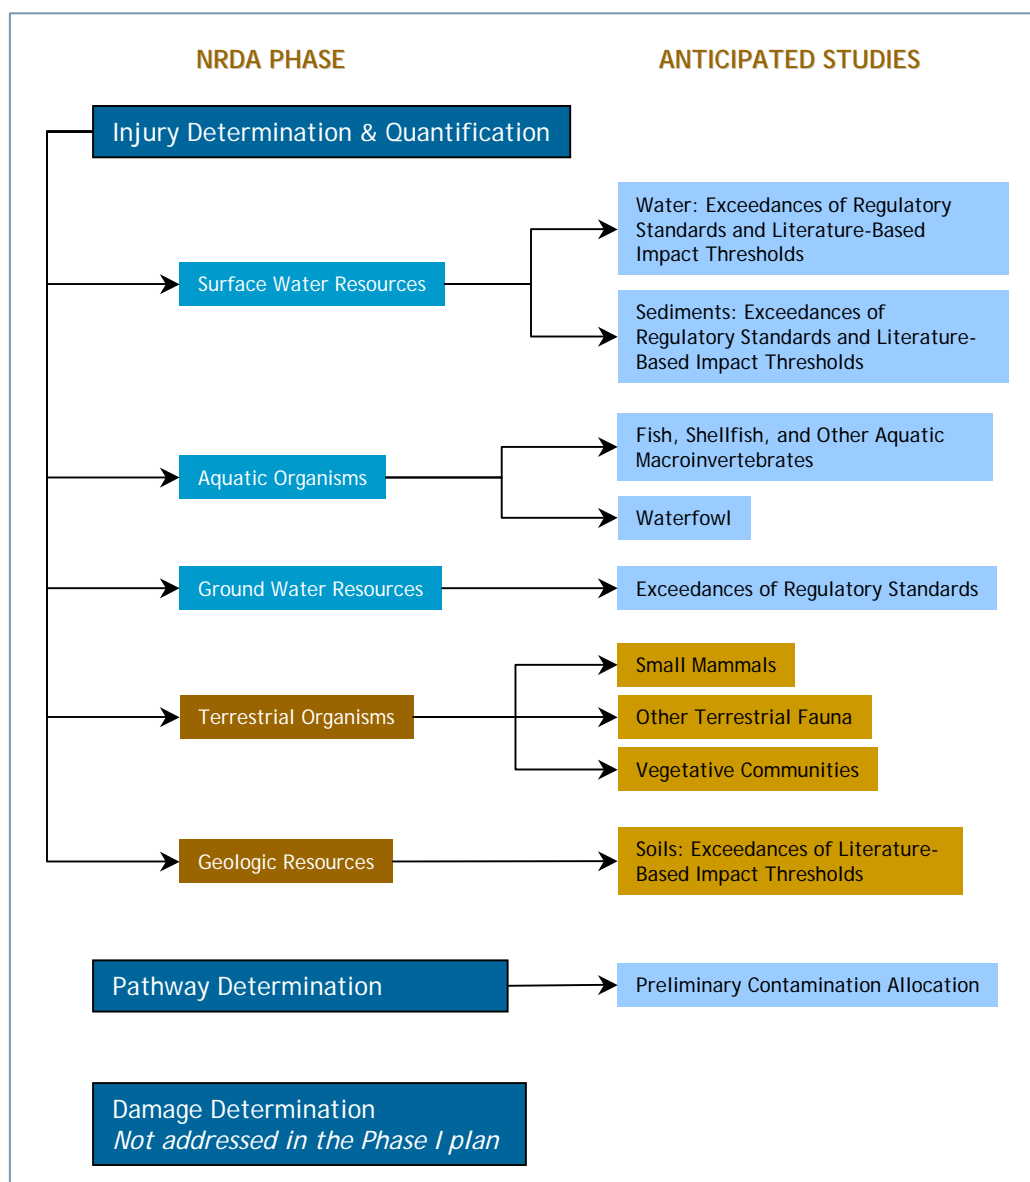 NRDA PHASE
ANTICIPATED STUDIES
Injury Determination & Quantification
Surface Water Resources
Water: Exceedances of Regulatory
Standards and Literature-Based
Impact Thresholds
Sediments: Exceedances of
Regulatory Standards and Literature-
Based Impact Thresholds
Aquatic Organisms
Fish, Shellfish, and Other Aquatic
Macroinvertebrates
Waterfowl
Ground Water Resources
Exceedances of Regulatory Standards
Terrestrial Organisms
Small Mammals
Other Terrestrial Fauna
Vegetative Communities
Geologic Resources
Soils: Exceedances of Literature-
Based Impact Thresholds
Pathway Determination
Preliminary Contamination Allocation
Damage Determination
Not addressed in the Phase I plan